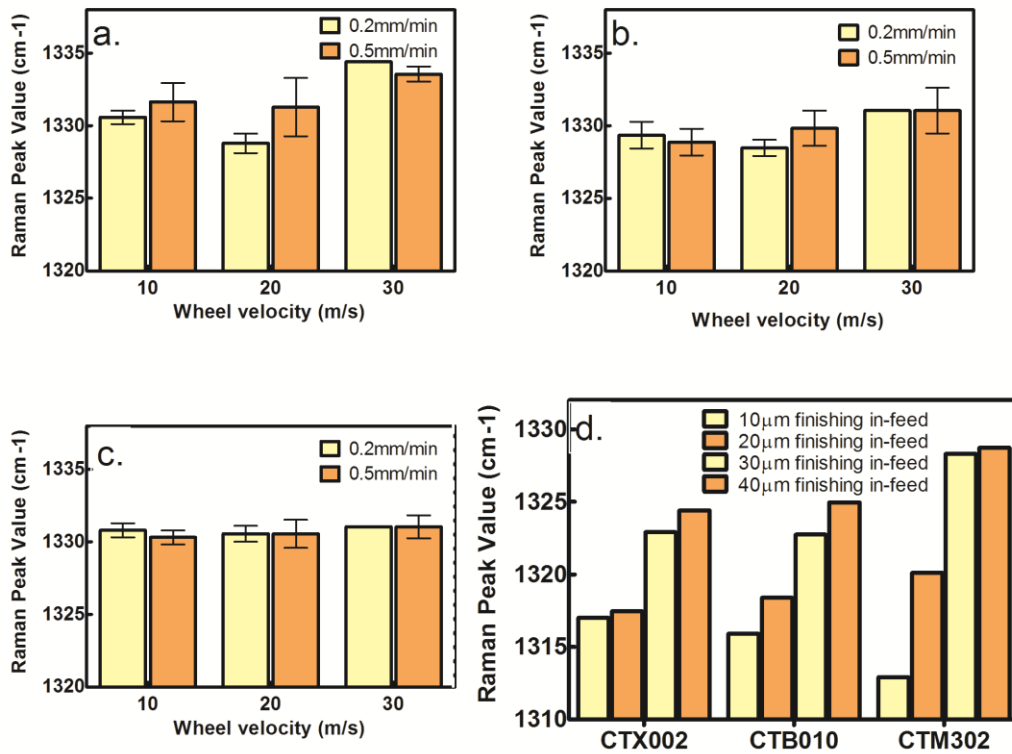 a.
0.2mm/min
0.5mm/min
Raman Peak Value (cm-1)
1335
1330
1325
1320
10 20 30
Wheel velocity (m/s)
b.
0.2mm/min
0.5mm/min
Raman Peak Value (cm-1)
1335
1330
1325
1320
10 20 30
Wheel velocity (m/s)
c.
0.2mm/min
0.5mm/min
Raman Peak Value (cm-1)
1335
1330
1325
1320
10 20 30
Wheel velocity (m/s)
d.
10μm finishing in-feed
20μm finishing in-feed
30μm finishing in-feed
40μm finishing in-feed
Raman Peak Value (cm-1)
1330
1325
1320
1315
1310
CTX002 CTB010 CTM302